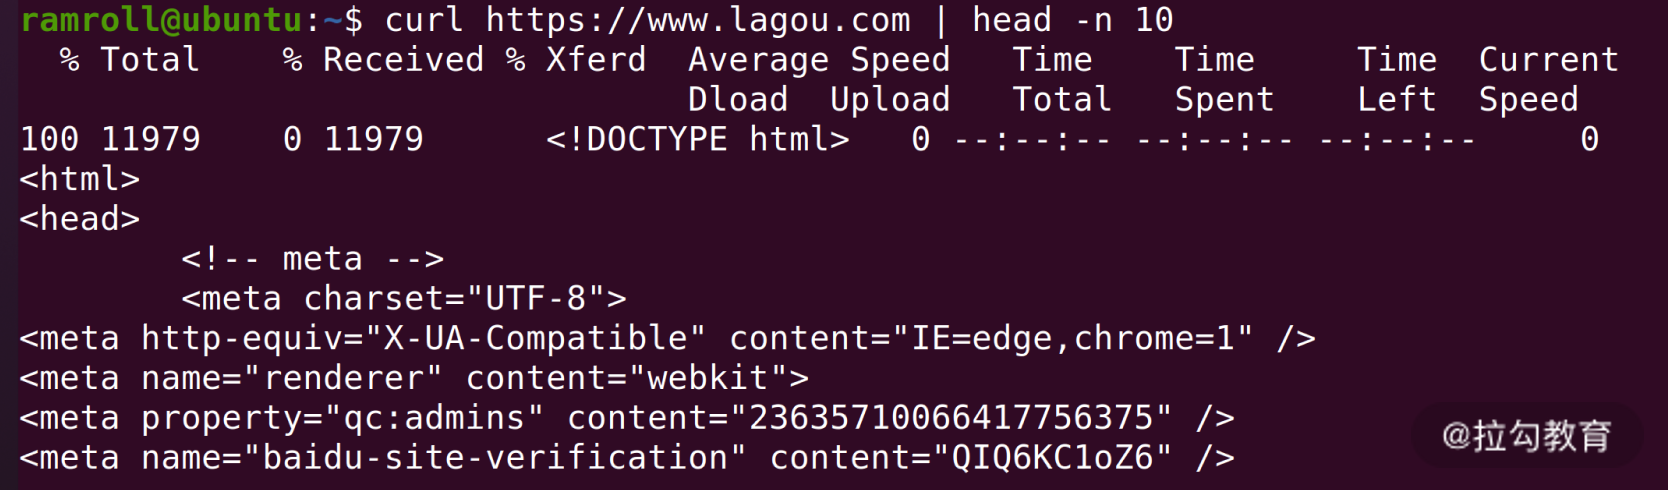 ramroll@ubuntu:~$ curl https://www.lagou.com | head -n 10
  % Total    % Received % Xferd  Average Speed   Time    Time     Time  Current
                                 Dload  Upload   Total   Spent    Left  Speed
100 11979    0 11979      <!DOCTYPE html>   0 --:--:-- --:--:-- --:--:--     0
<html>
<head>
        <!-- meta -->
        <meta charset="UTF-8">
<meta http-equiv="X-UA-Compatible" content="IE=edge,chrome=1" />
<meta name="renderer" content="webkit">
<meta property="qc:admins" content="23635710066417756375" />
<meta name="baidu-site-verification" content="QIQ6KC1oZ6" />
@拉勾教育